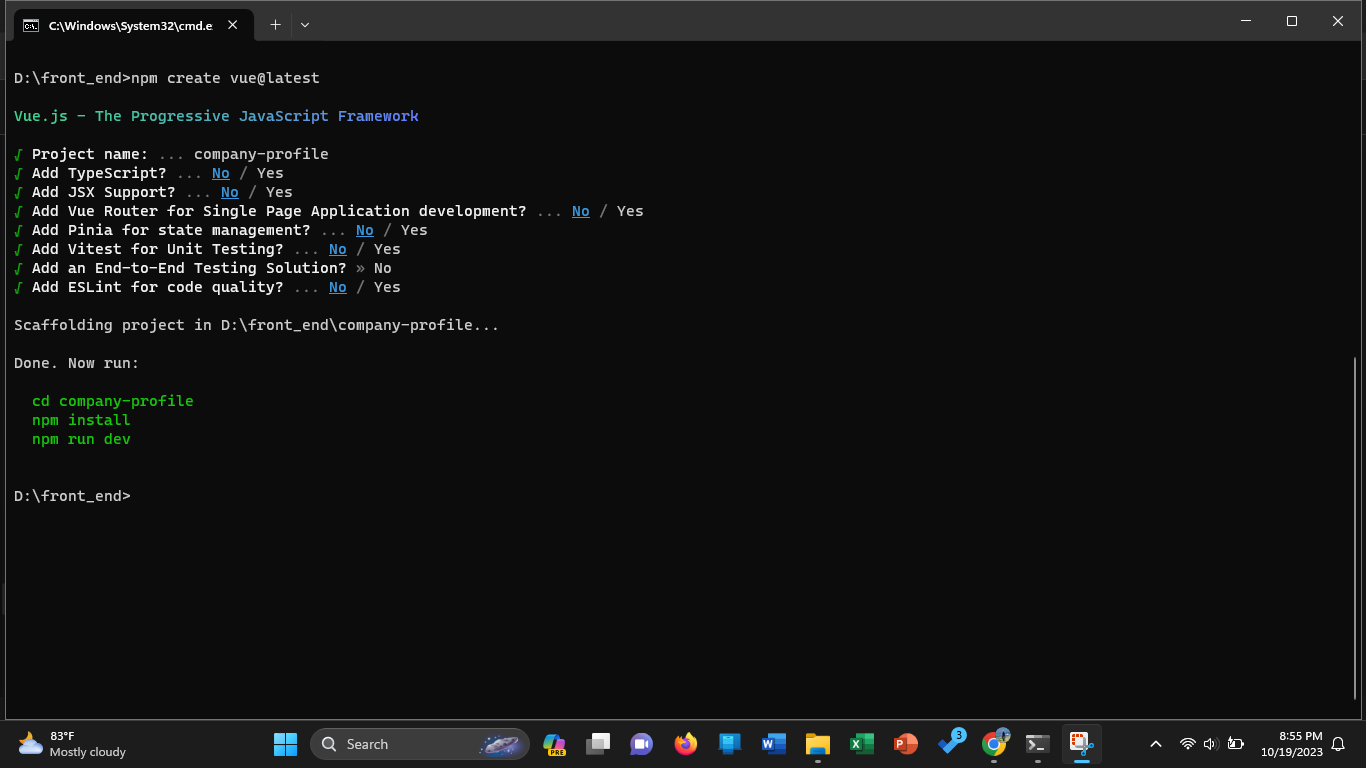 C:\Windows\System32\cmd.e
D:\front_end>npm create vue@latest
Vue.js - The Progressive JavaScript Framework
√ Project name: ... company-profile
√ Add TypeScript? ... No / Yes
√ Add JSX Support? ... No / Yes
√ Add Vue Router for Single Page Application development? ... No / Yes
√ Add Pinia for state management? ... No / Yes
√ Add Vitest for Unit Testing? ... No / Yes
√ Add an End-to-End Testing Solution? » No
√ Add ESLint for code quality? ... No / Yes
Scaffolding project in D:\front_end\company-profile...
Done. Now run:
cd company-profile
npm install
npm run dev
D:\front_end>
83°F
Mostly cloudy
Search
PRE
3
8:55 PM
10/19/2023